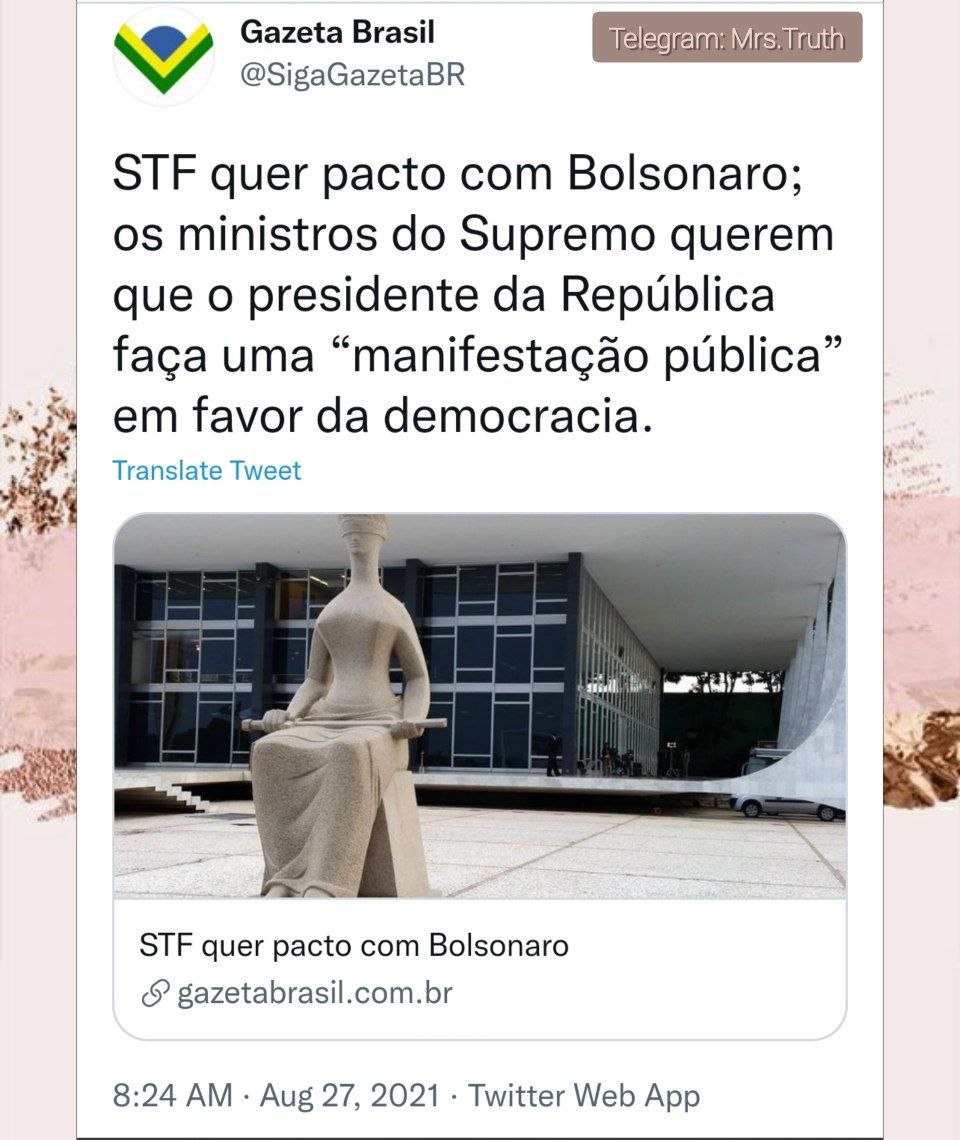 Gazeta Brasil
@SigaGazetaBR
Telegram: Mrs.Truth
STF quer pacto com Bolsonaro;
os ministros do Supremo querem
que o presidente da República
faça uma “manifestação pública”
em favor da democracia.
Translate Tweet
STF quer pacto com Bolsonaro
gazetabrasil.com.br
8:24 AM · Aug 27, 2021 · Twitter Web App